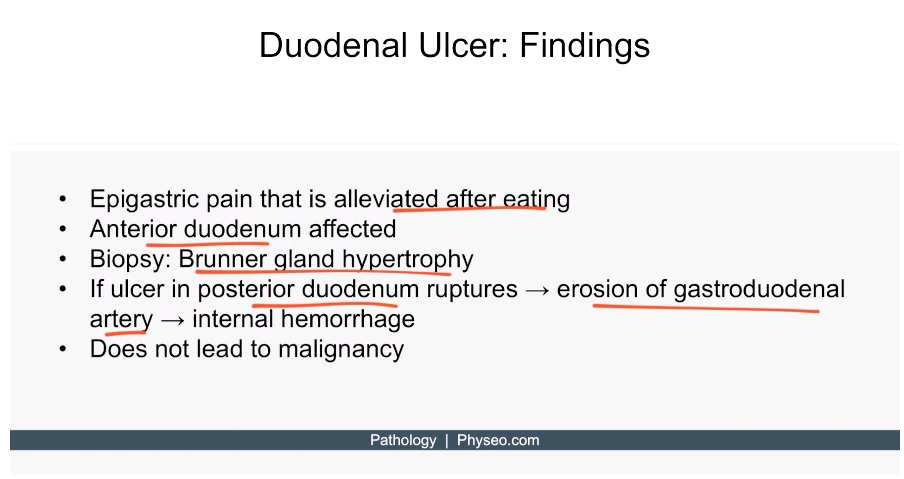 Duodenal Ulcer: Findings
• Epigastric pain that is alleviated after eating
• Anterior duodenum affected
• Biopsy: Brunner gland hypertrophy
• If ulcer in posterior duodenum ruptures → erosion of gastroduodenal
artery → internal hemorrhage
• Does not lead to malignancy
Pathology | Physeo.com